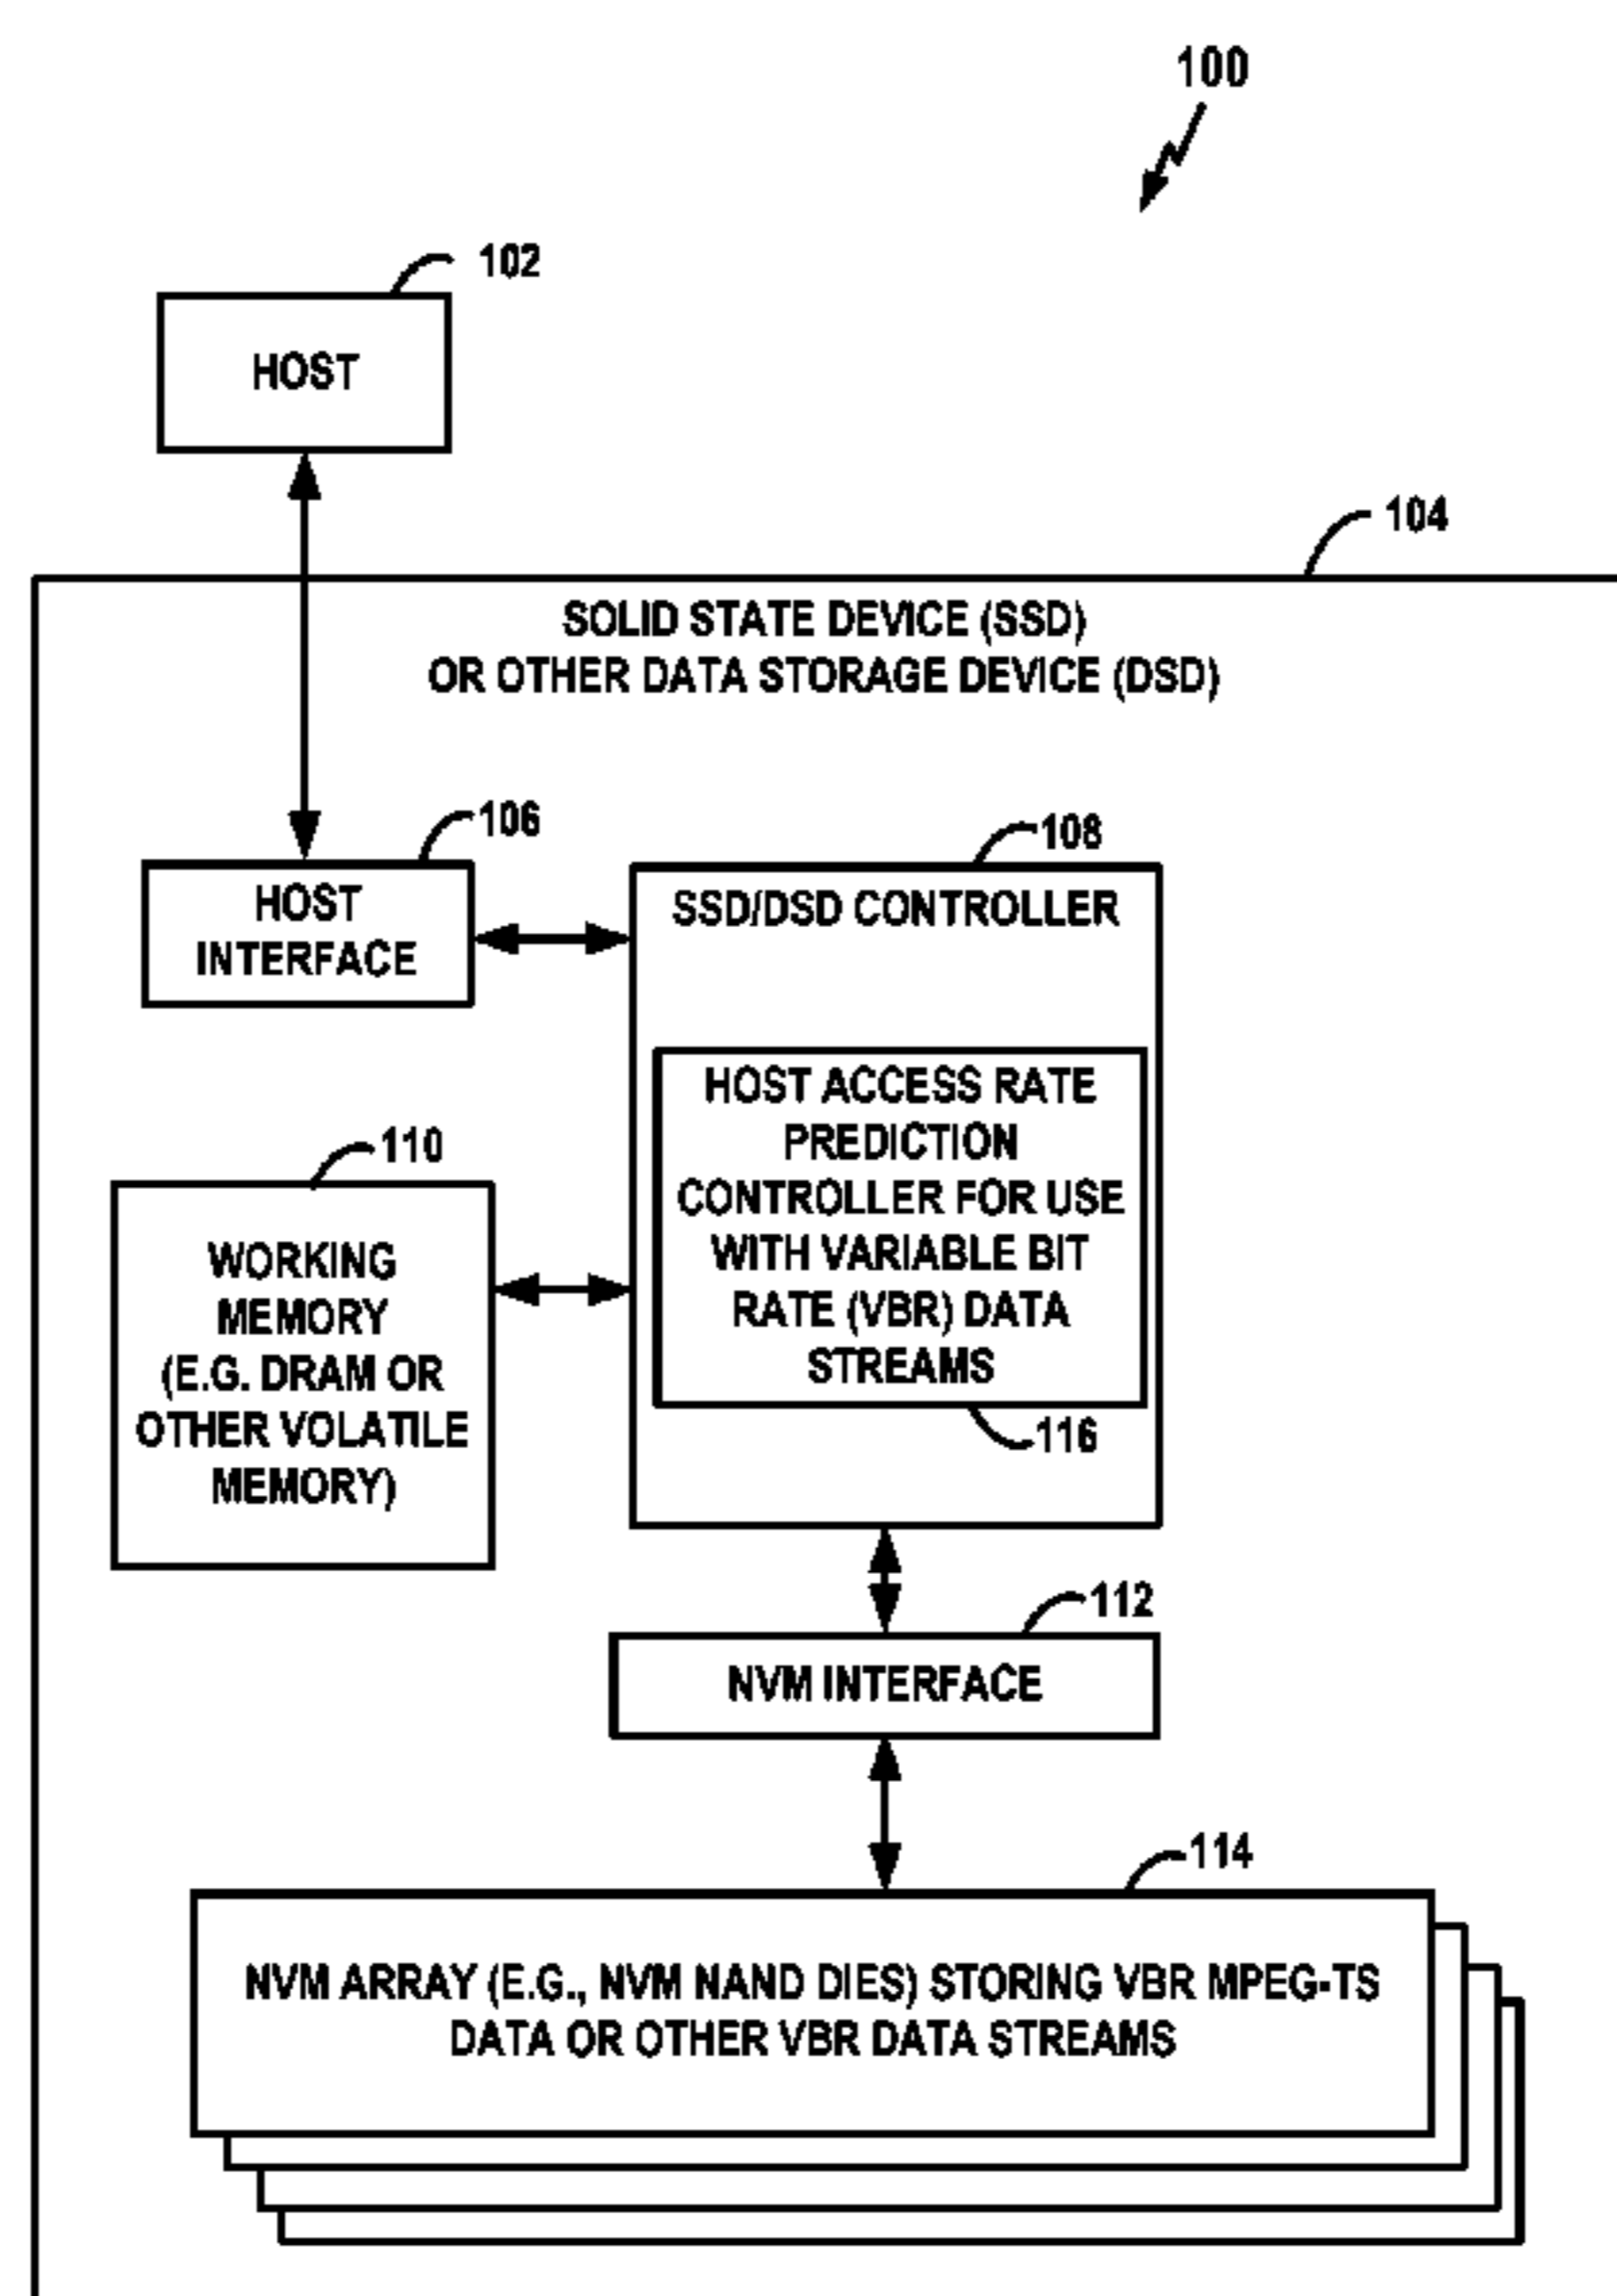 100
102
HOST
104
SOLID STATE DEVICE (SSD)
OR OTHER DATA STORAGE DEVICE (DSD)
106
HOST
INTERFACE
108
SSD/DSD CONTROLLER
HOST ACCESS RATE
PREDICTION
CONTROLLER FOR USE
WITH VARIABLE BIT
RATE (VBR) DATA
STREAMS
116
110
WORKING
MEMORY
(E.G. DRAM OR
OTHER VOLATILE
MEMORY)
112
NVM INTERFACE
114
NVM ARRAY (E.G., NVM NAND DIES) STORING VBR MPEG-TS
DATA OR OTHER VBR DATA STREAMS